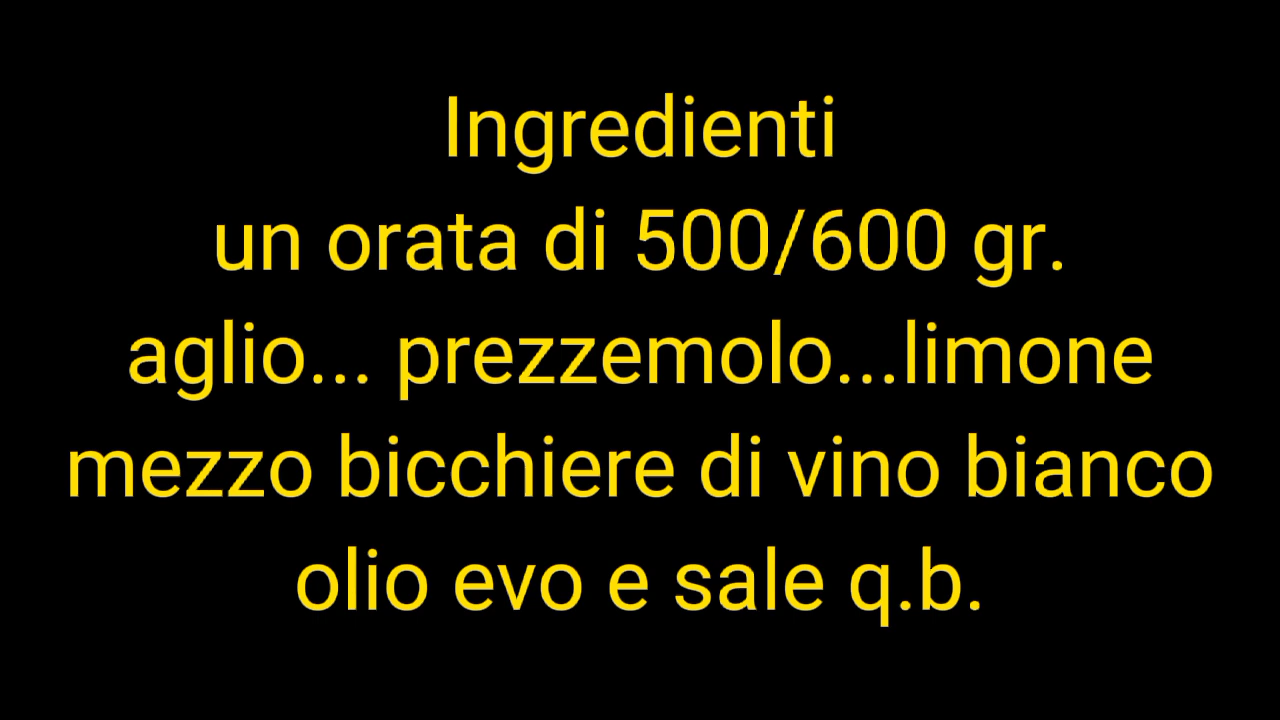 Ingredienti
un orata di 500/600 gr.
aglio... prezzemolo...limone
mezzo bicchiere di vino bianco
olio evo e sale q.b.